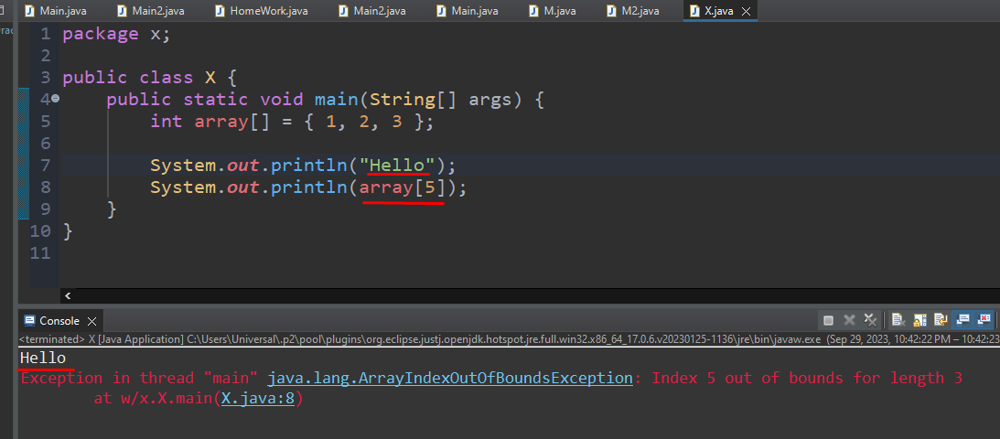 Main.java Main2.java HomeWork.java Main2.java Main.java M.java M2.java X.java
1 package x;
2
3 public class X {
4 public static void main(String[] args) {
5 int array[] = { 1, 2, 3 };
6
7 System.out.println("Hello");
8 System.out.println(array[5]);
9 }
10 }
11
Console
<terminated> X [Java Application] C:\Users\Universal\.p2\pool\plugins\org.eclipse.justj.openjdk.hotspot.jre.full.win32.x86_64_17.0.6.v20230125-1136\jre\bin\javaw.exe (Sep 29, 2023, 10:42:22 PM – 10:42:23
Hello
Exception in thread "main" java.lang.ArrayIndexOutOfBoundsException: Index 5 out of bounds for length 3
at w/x.X.main(X.java:8)